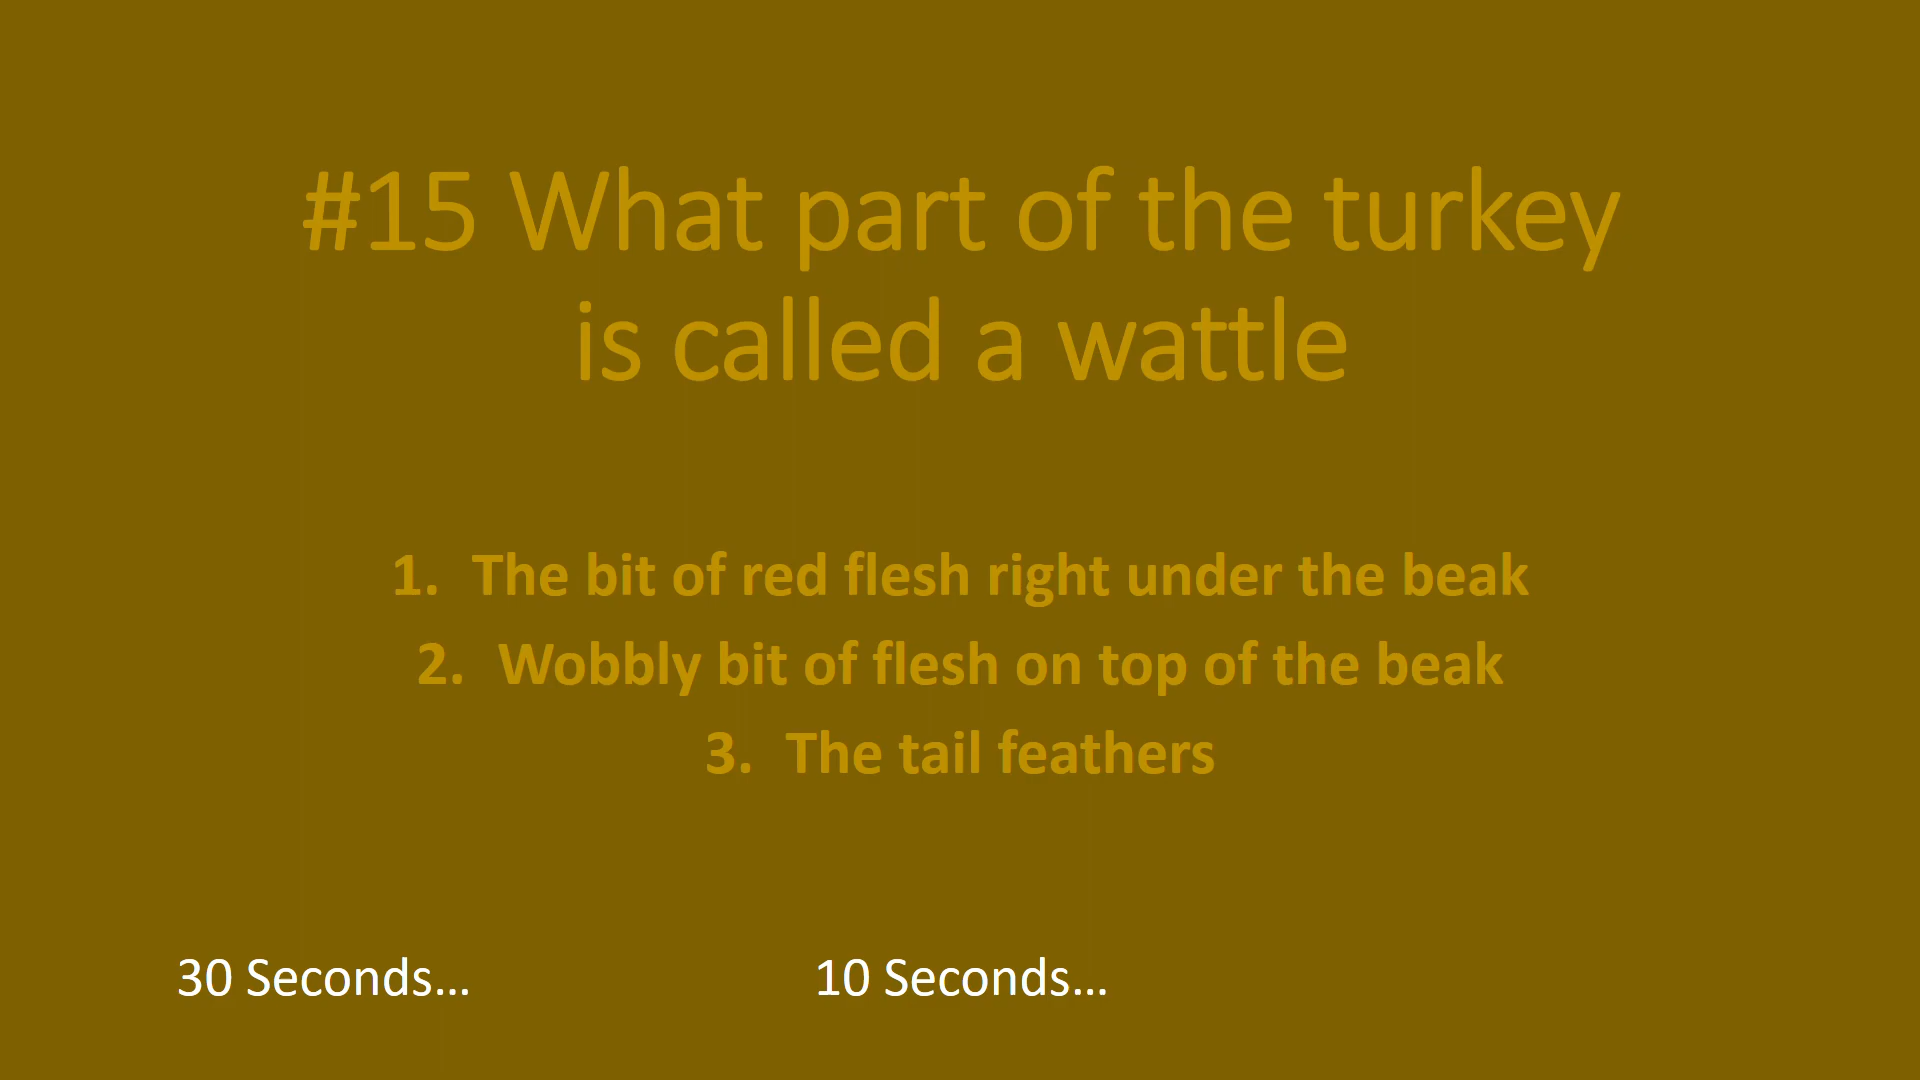 #15 What part of the turkey
is called a wattle
1. The bit of red flesh right under the beak
2. Wobbly bit of flesh on top of the beak
3. The tail feathers
30 Seconds… 10 Seconds…